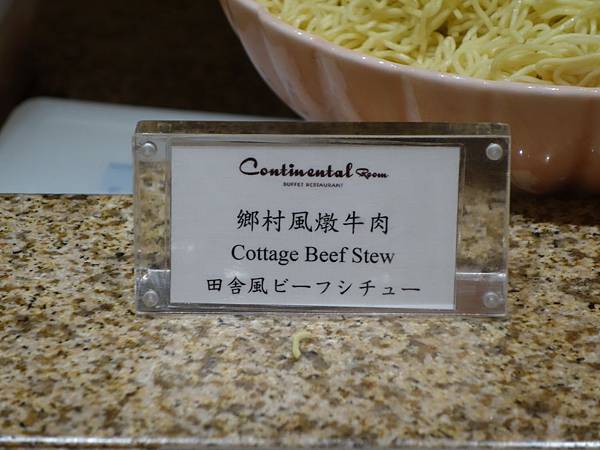 Continental Room
BUFFET RESTAURANT
鄉村風燉牛肉
Cottage Beef Stew
田舎風ビーフシチュー